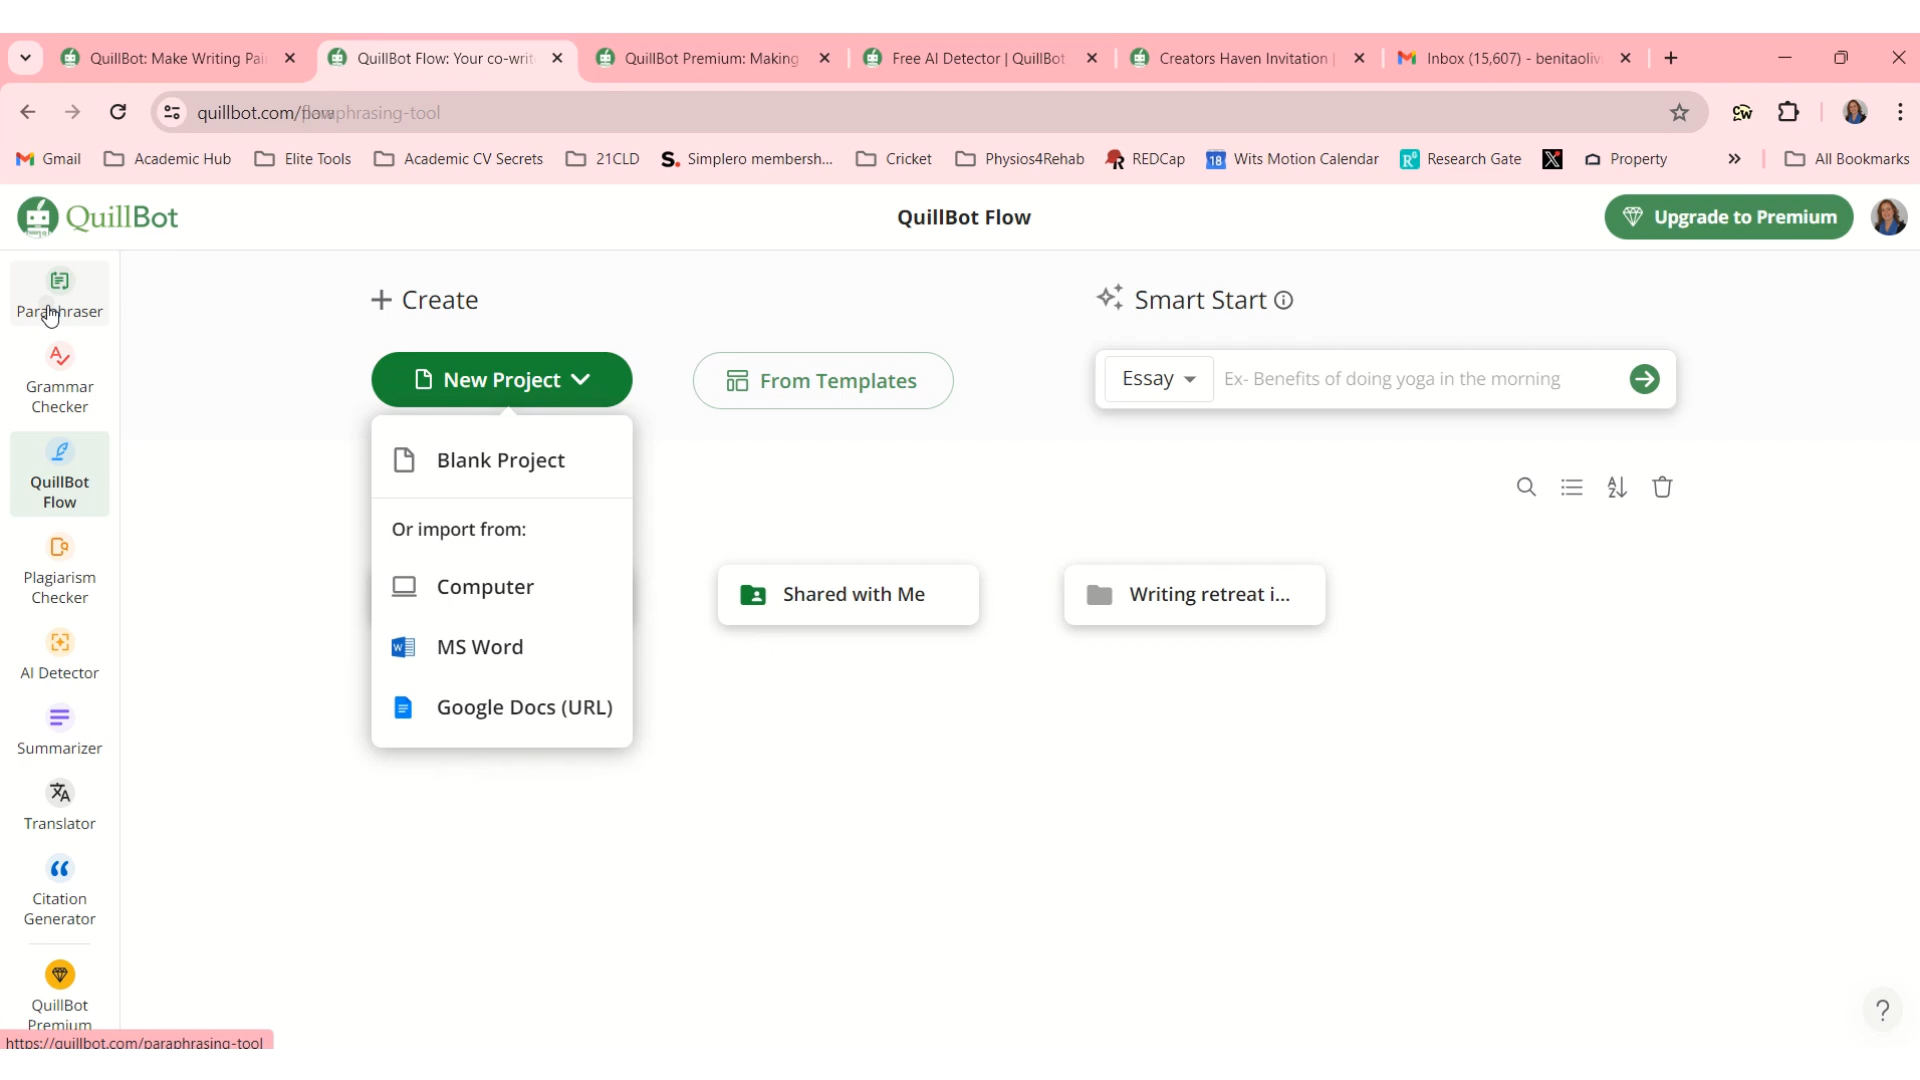 QuillBot: Make Writing Pai
QuillBot Flow: Your co-writ
QuillBot Premium: Making
Free AI Detector | QuillBot
Creators Haven Invitation |
Inbox (15,607) - benitaoliv
quillbot.com/
phrasing-tool
Gmail
Academic Hub
Elite Tools
Academic CV Secrets
21CLD
S. Simplero membersh...
Cricket
Physios4Rehab
REDCap
18 Wits Motion Calendar
Research Gate
Property
All Bookmarks
QuillBot
QuillBot Flow
Upgrade to Premium
Paraphraser
Grammar
Checker
QuillBot
Flow
Plagiarism
Checker
AI Detector
Summarizer
Translator
Citation
Generator
QuillBot
Premium
Create
New Project
From Templates
Blank Project
Or import from:
Computer
MS Word
Google Docs (URL)
Smart Start
Essay
Ex- Benefits of doing yoga in the morning
Shared with Me
Writing retreat i...
https://quillbot.com/paraphrasing-tool